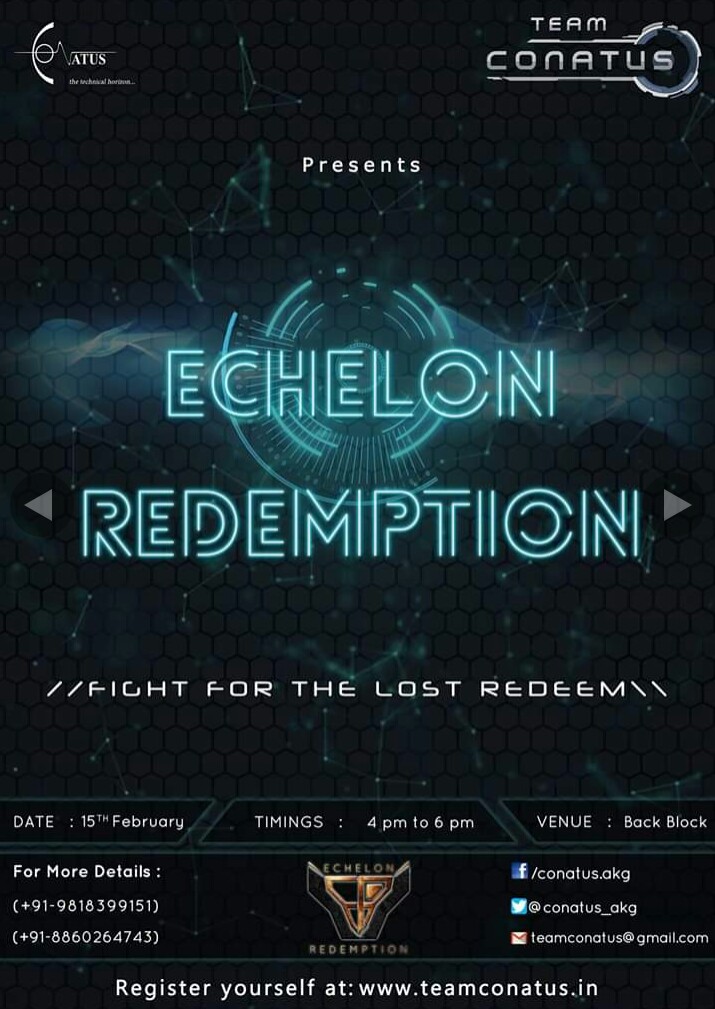 CONATUS
the technical horizon...
TEAM
CONATUS
Presents
ECHELON
REDEMPTION
//FIGHT FOR THE LOST REDEEM\\
DATE : 15TH February
TIMINGS : 4 pm to 6 pm
VENUE : Back Block
For More Details :
(+91-9818399151)
(+91-8860264743)
ECHELON
REDEMPTION
/conatus.akg
@conatus_akg
teamconatus@gmail.com
Register yourself at: www.teamconatus.in